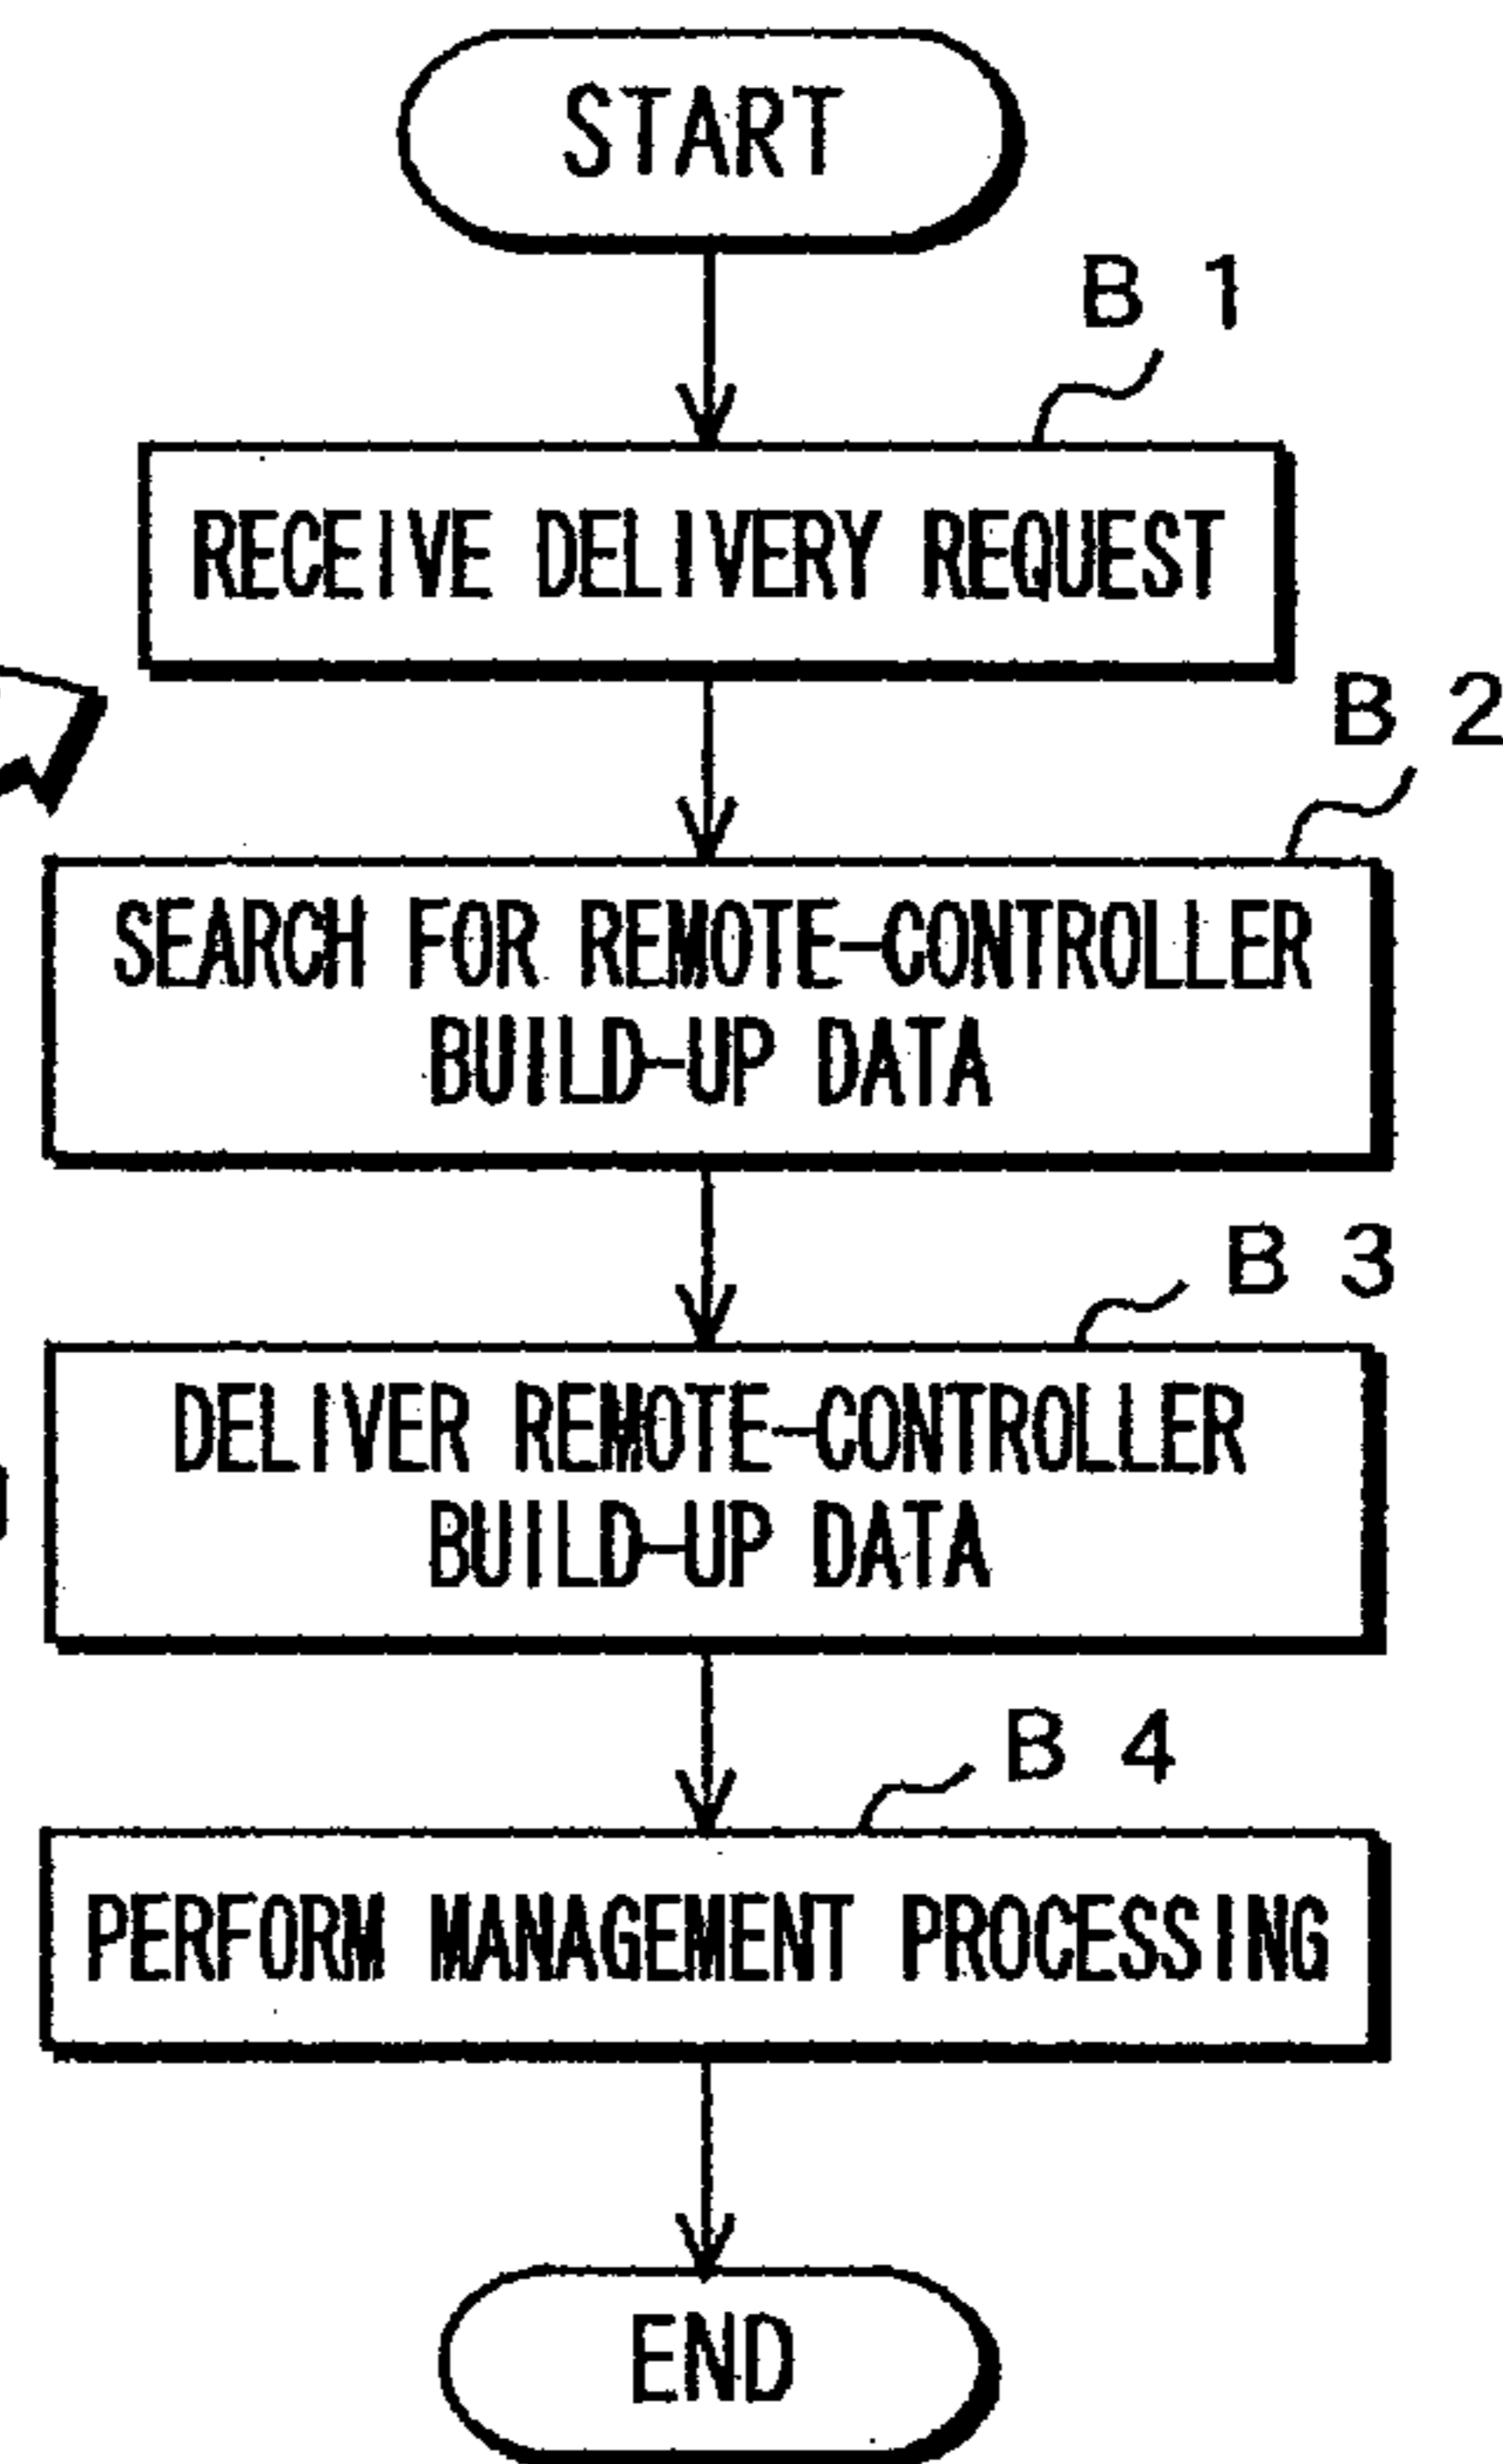 START
B 1
RECEIVE DELIVERY REQUEST
B 2
SEARCH FOR REMOTE-CONTROLLER
BUILD-UP DATA
B 3
DELIVER REMOTE-CONTROLLER
BUILD-UP DATA
B 4
PERFORM MANAGEMENT PROCESSING
END